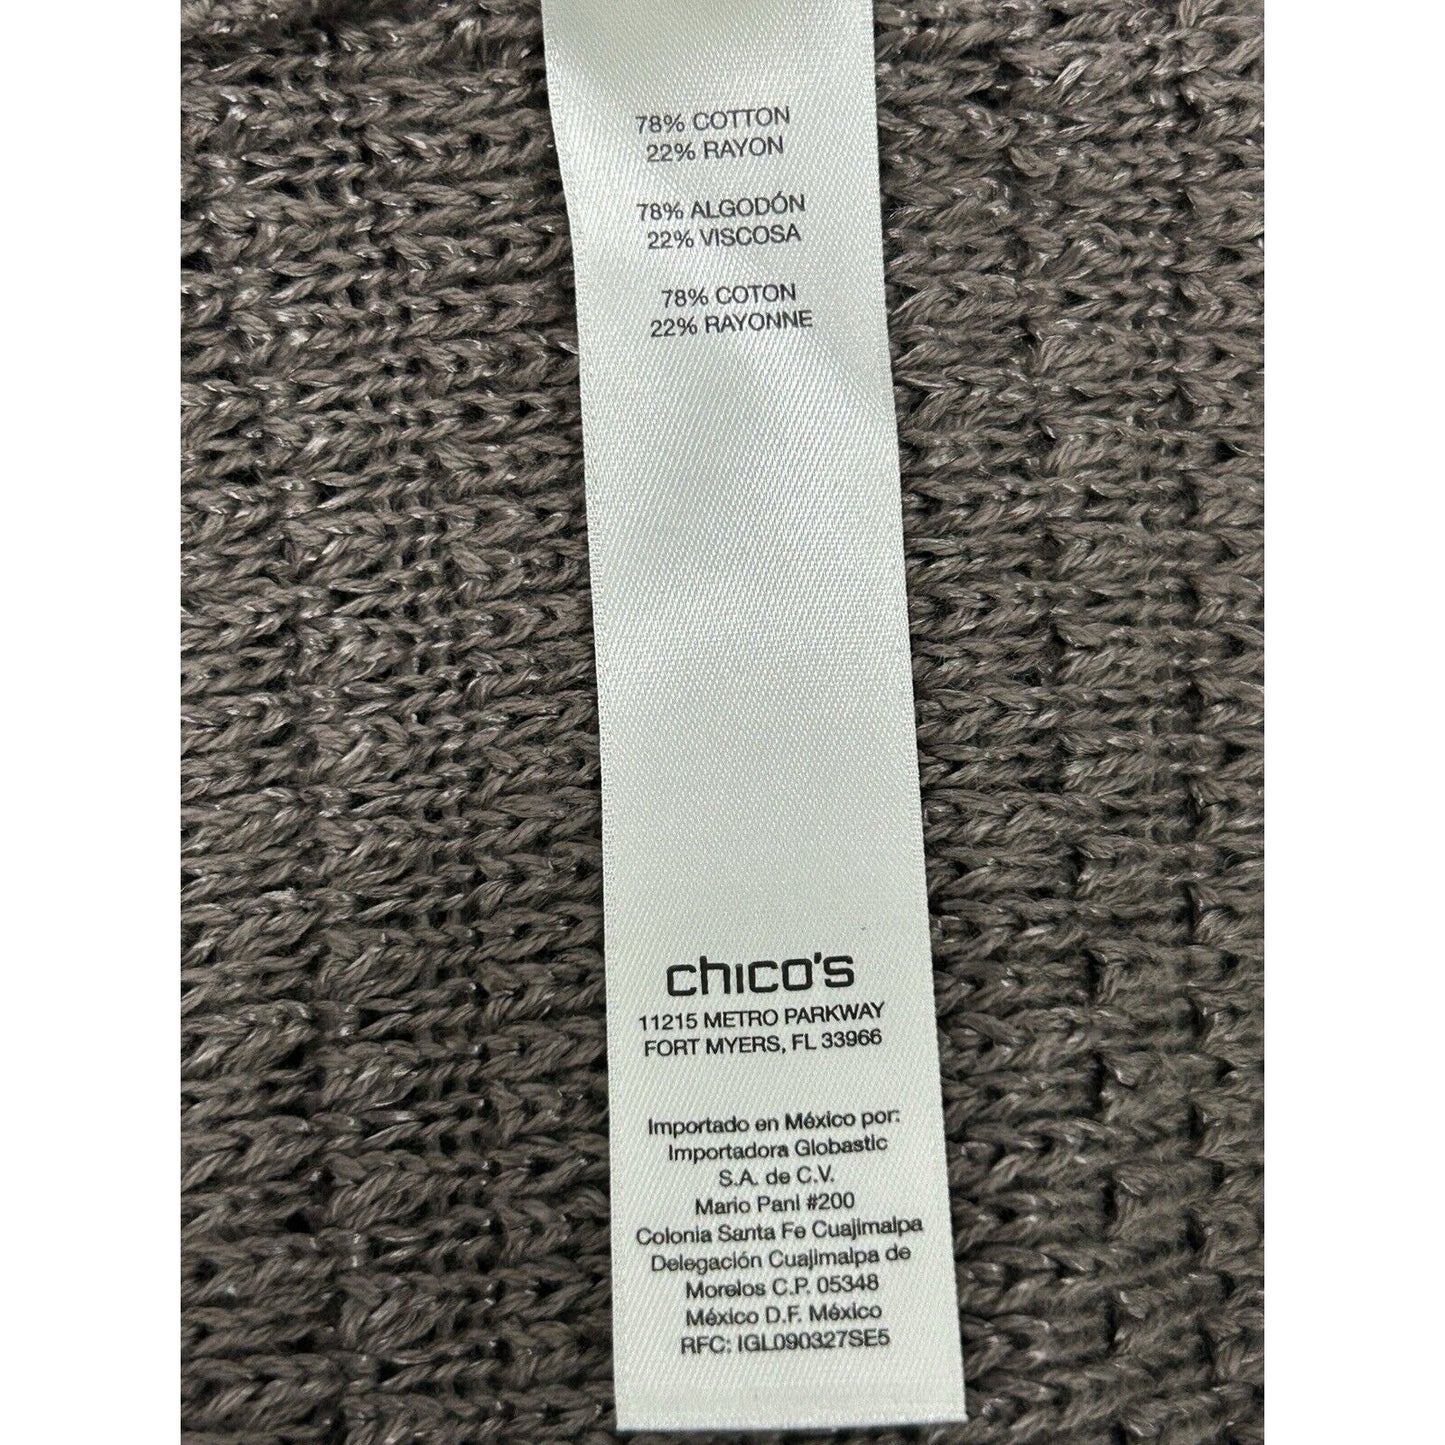 78% COTTON
22% RAYON
78% ALGODÓN
22% VISCOSA
78% COTON
22% RAYONNE
chico's
11215 METRO PARKWAY
FORT MYERS, FL 33966
Importado en México por:
Importadora Globastic
S.A. de C.V.
Mario Pani #200
Colonia Santa Fe Cuajimalpa
Delegación Cuajimalpa de
Morelos C.P. 05348
México D.F. México
RFC: IGL090327SE5